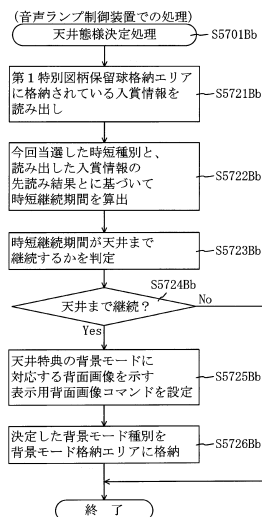 (音声ランプ制御装置での処理)
天井態様決定処理
S5701Bb
第1特別図柄保留球格納エリア
に格納されている入賞情報を
読み出し
S5721Bb
今回当選した時短種別と、
読み出した入賞情報の
先読み結果とに基づいて
時短継続期間を算出
S5722Bb
時短継続期間が天井まで
継続するかを判定
S5723Bb
S5724Bb
天井まで継続?
No
Yes
天井特典の背景モードに
対応する背面画像を示す
表示用背面画像コマンドを設定
S5725Bb
決定した背景モード種別を
背景モード格納エリアに格納
S5726Bb
終 了